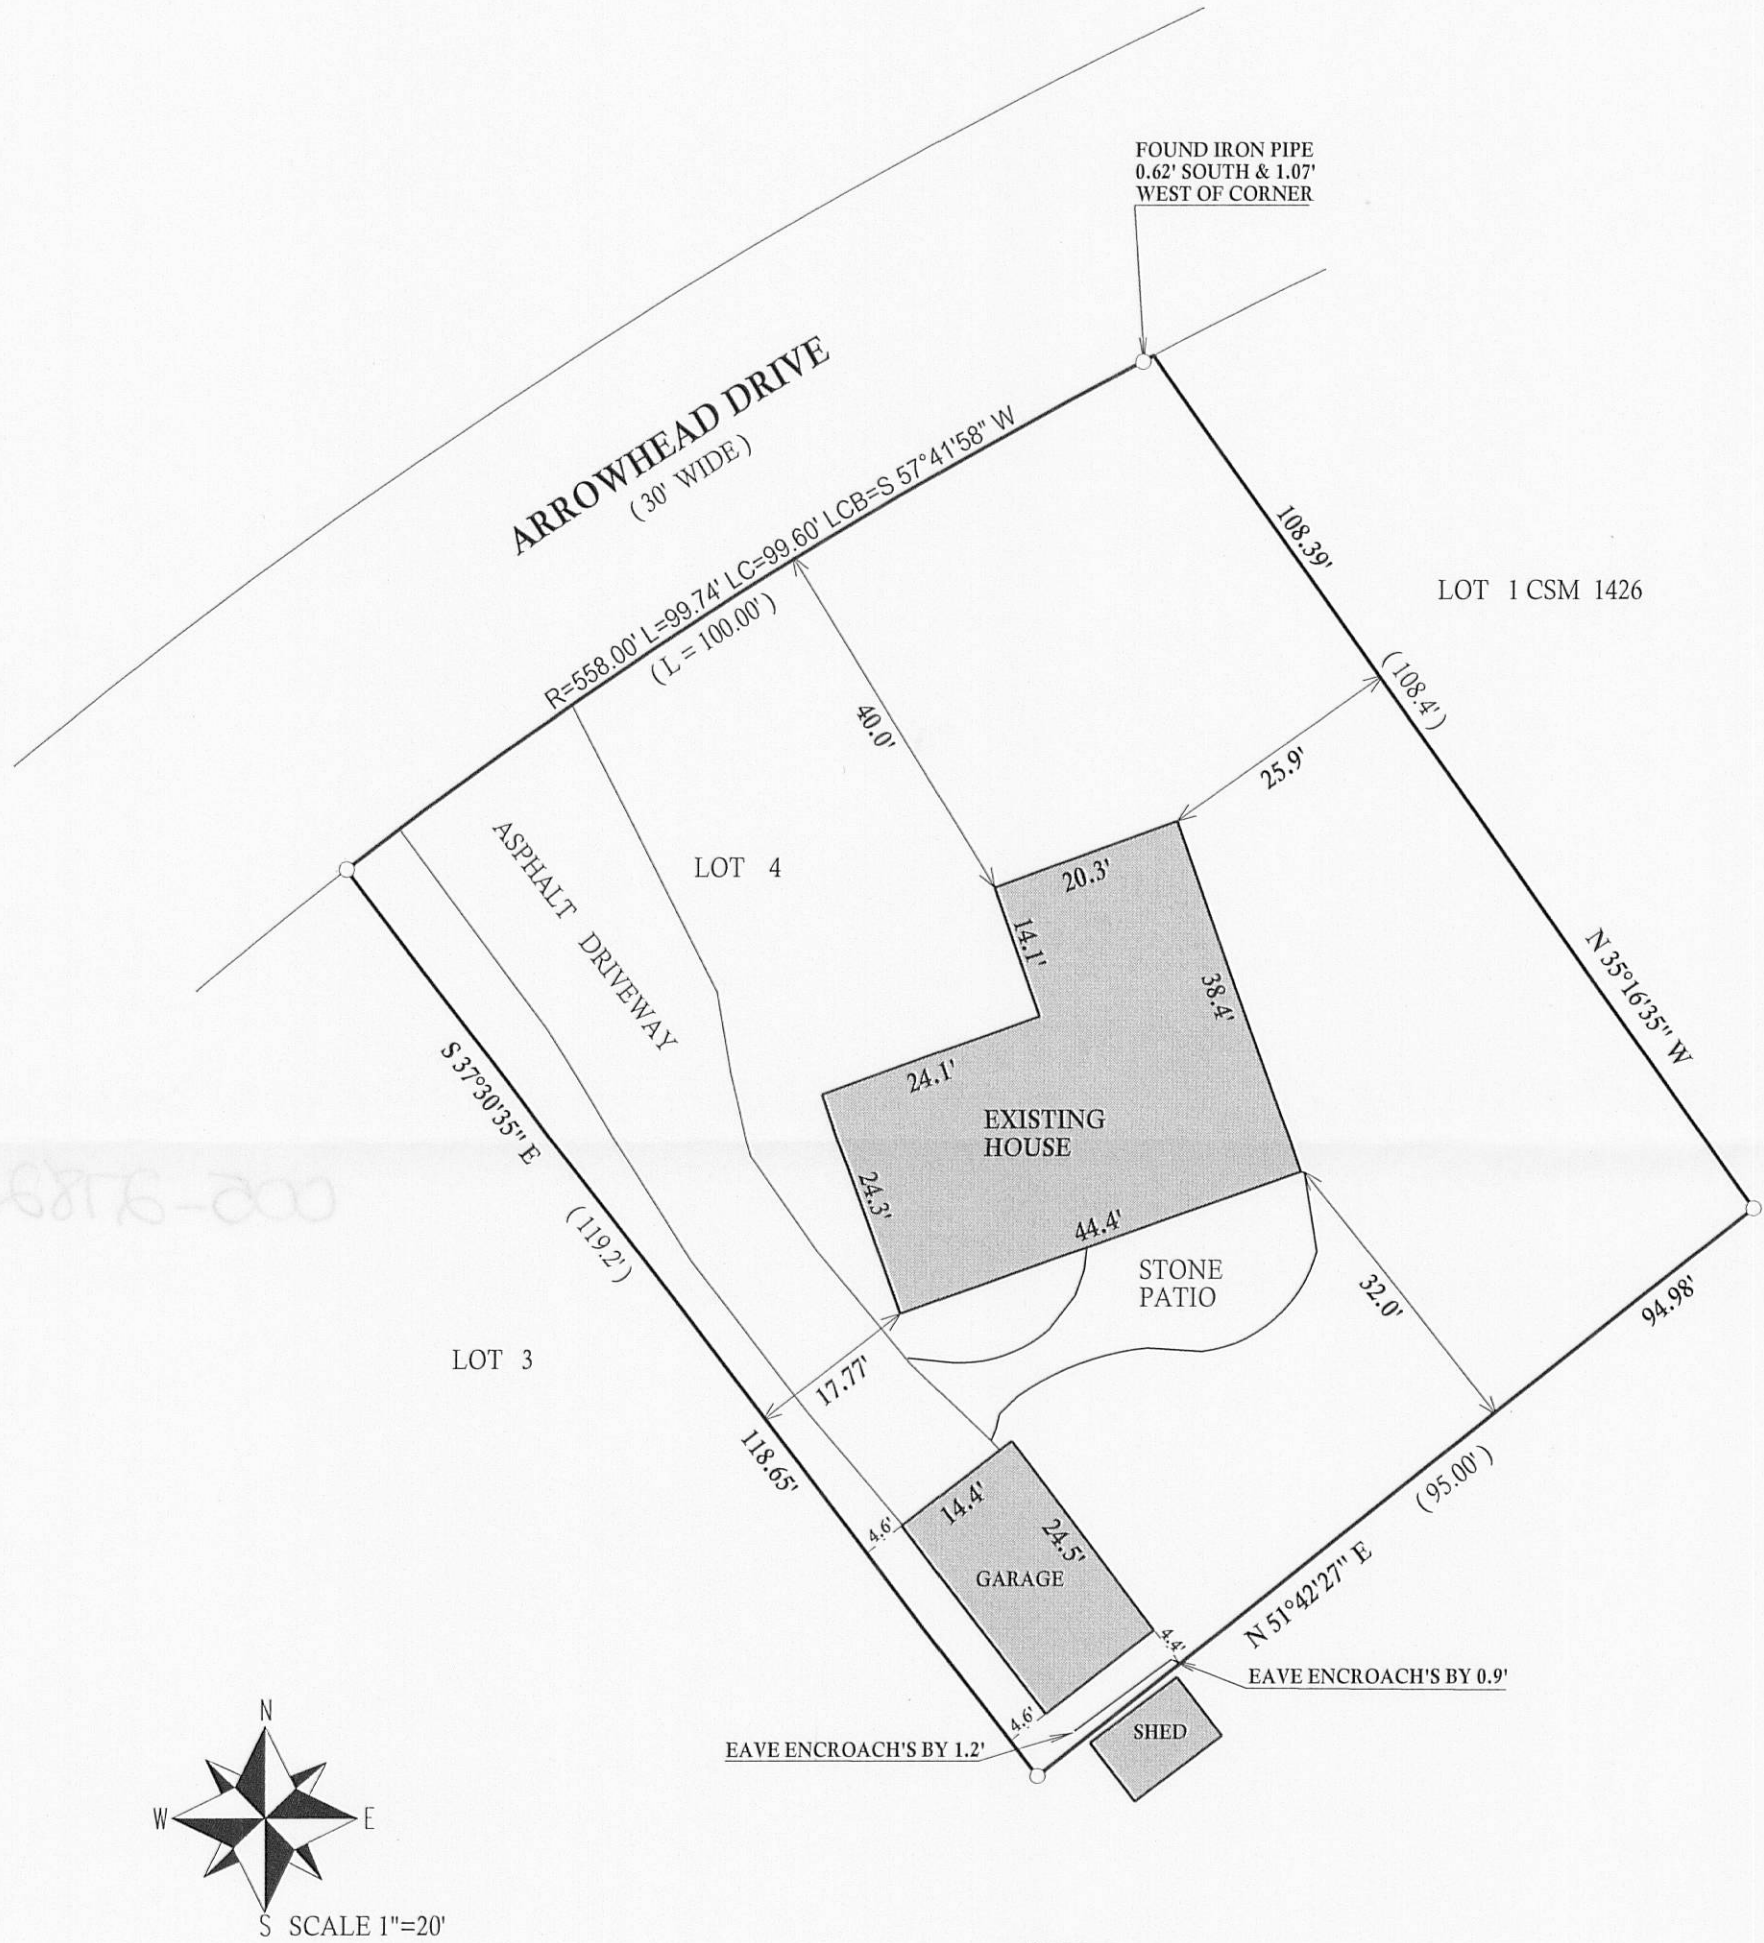 FOUND IRON PIPE
0.62' SOUTH & 1.07'
WEST OF CORNER
ARROWHEAD DRIVE
( 30' WIDE )
R=558.00' L=99.74' LC=99.60' LCB=S 57°41'58" W
( L = 100.00' )
108.39'
LOT 1 CSM 1426
( 108.4' )
40.0'
25.9'
ASPHALT DRIVEWAY
LOT 4
20.3'
14.1'
38.4'
N 35°16'35" W
S 37°30'35" E
24.1'
EXISTING
HOUSE
24.3'
44.4'
( 119.2' )
STONE
PATIO
32.0'
94.98'
LOT 3
17.77'
118.65'
( 95.00' )
14.4'
4.6'
24.5'
GARAGE
N 51°42'27" E
4.4'
EAVE ENCROACH'S BY 0.9'
4.6'
SHED
EAVE ENCROACH'S BY 1.2'
N
W
E
S
SCALE 1"=20'